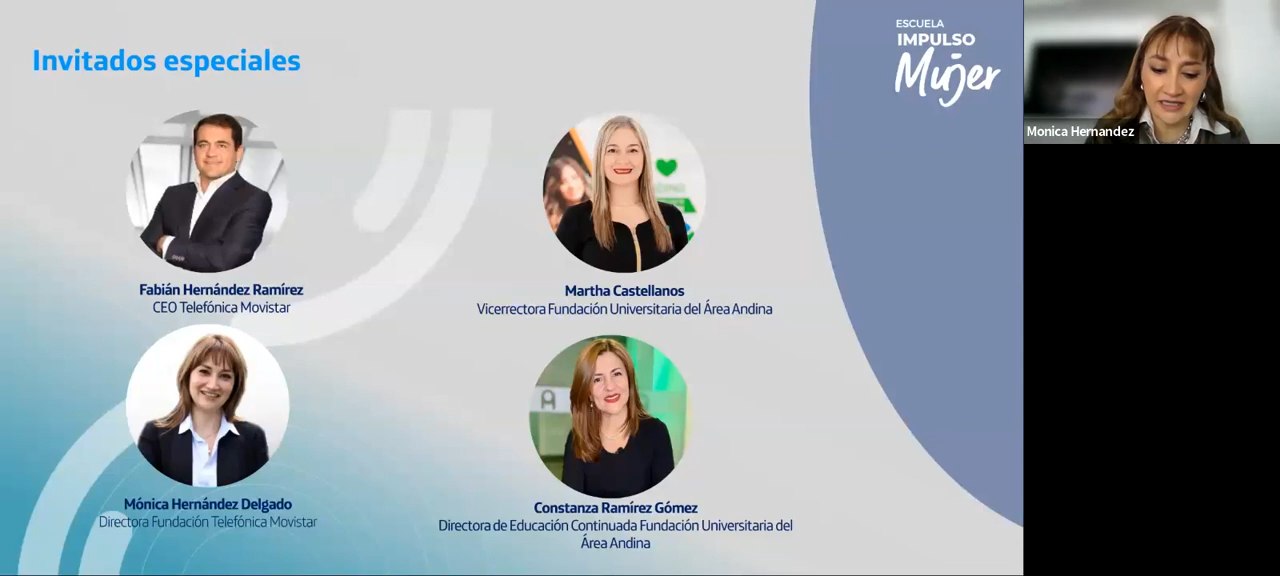 Invitados especiales
ESCUELA
IMPULSO
Mujer
Monica Hernandez
Fabián Hernández Ramírez
CEO Telefónica Movistar
Martha Castellanos
Vicerrectora Fundación Universitaria del Área Andina
Mónica Hernández Delgado
Directora Fundación Telefónica Movistar
Constanza Ramírez Gómez
Directora de Educación Continuada Fundación Universitaria del
Área Andina